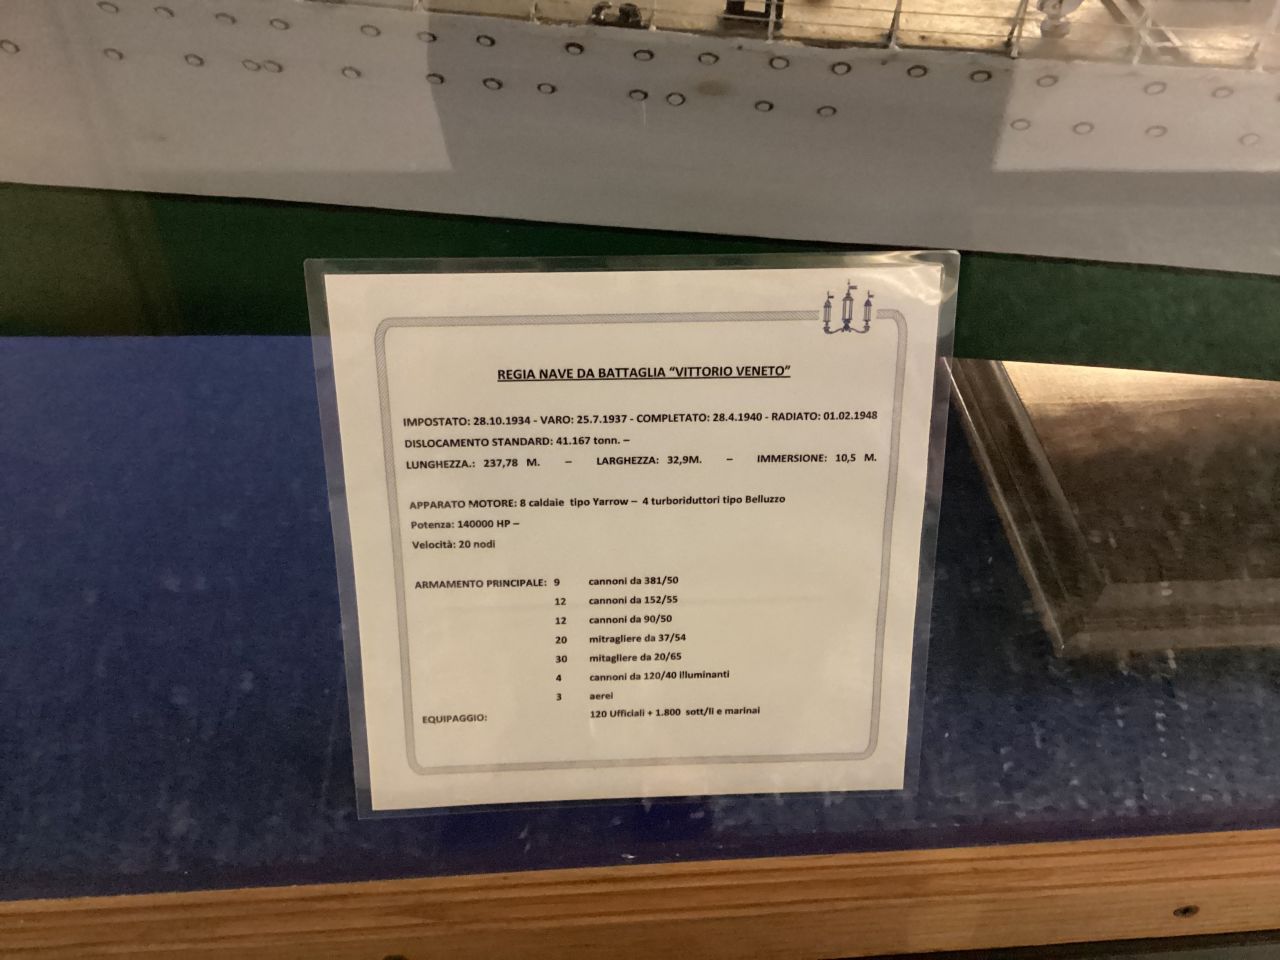 REGIA NAVE DA BATTAGLIA “VITTORIO VENETO”
IMPOSTATO: 28.10.1934 - VARO: 25.7.1937 - COMPLETATO: 28.4.1940 - RADIATO: 01.02.1948
DISLOCAMENTO STANDARD: 41.167 tonn. –
LUNGHEZZA.: 237,78 M. – LARGHEZZA: 32,9M. – IMMERSIONE: 10,5 M.
APPARATO MOTORE: 8 caldaie tipo Yarrow – 4 turboriduttori tipo Belluzzo
Potenza: 140000 HP –
Velocità: 20 nodi
ARMAMENTO PRINCIPALE: 9 cannoni da 381/50
12 cannoni da 152/55
12 cannoni da 90/50
20 mitragliere da 37/54
30 mitagliere da 20/65
4 cannoni da 120/40 illuminanti
3 aerei
EQUIPAGGIO: 120 Ufficiali + 1.800 sott/li e marinai